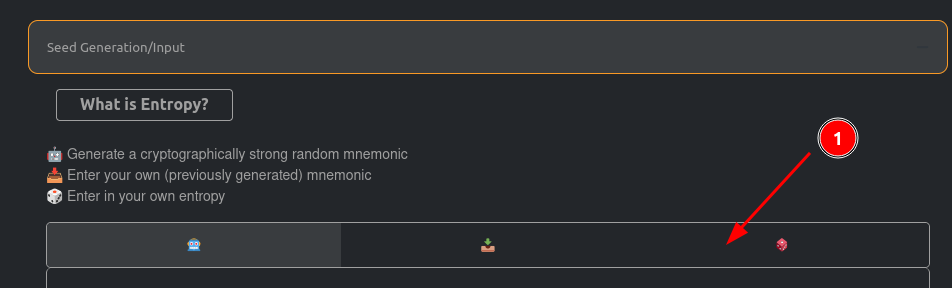 Seed Generation/Input
What is Entropy?
Generate a cryptographically strong random mnemonic
Enter your own (previously generated) mnemonic
Enter in your own entropy
1